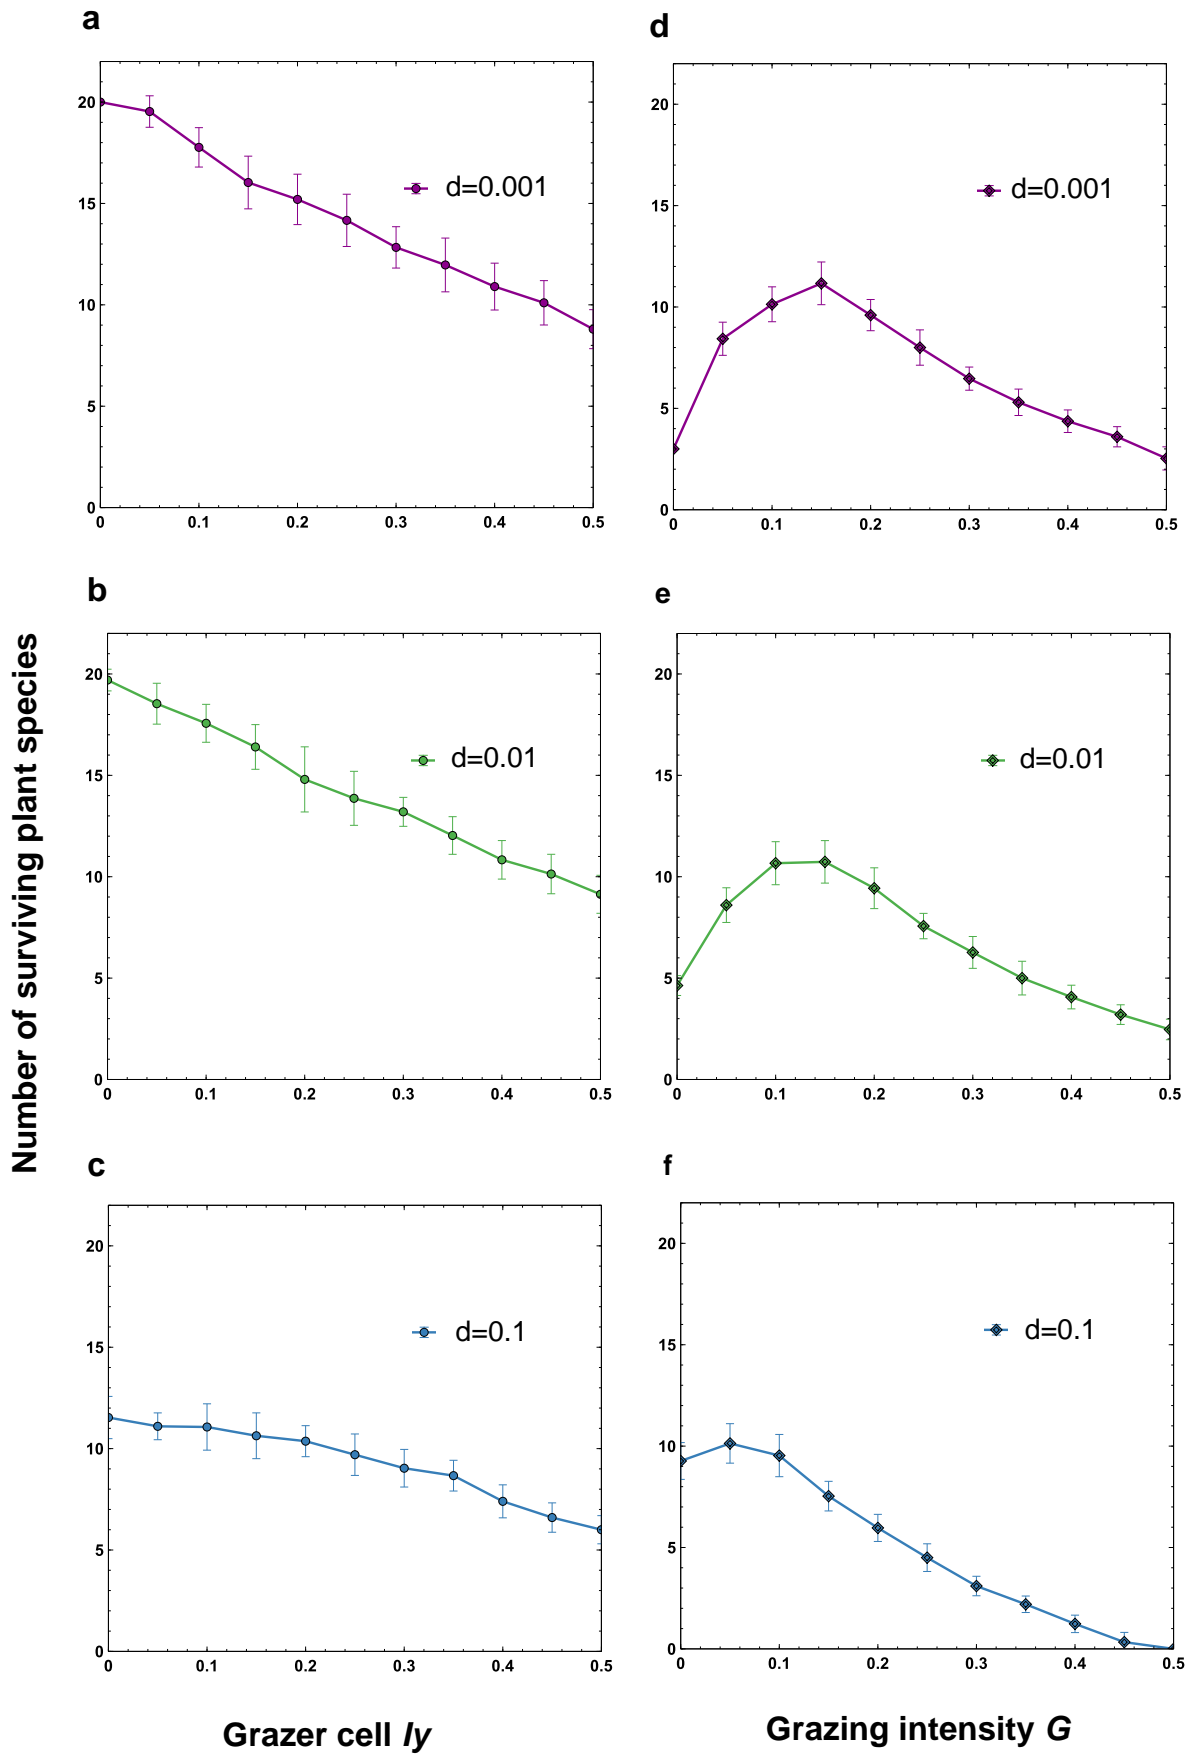 a
20
15
10
5
0
d=0.001
0 0.1 0.2 0.3 0.4 0.5
d
20
15
10
5
0
d=0.001
0 0.1 0.2 0.3 0.4 0.5
b
20
15
10
5
0
d=0.01
0 0.1 0.2 0.3 0.4 0.5
e
20
15
10
5
0
d=0.01
0 0.1 0.2 0.3 0.4 0.5
c
20
15
10
5
0
d=0.1
0 0.1 0.2 0.3 0.4 0.5
f
20
15
10
5
0
d=0.1
0 0.1 0.2 0.3 0.4 0.5
Number of surviving plant species
Grazer cell ly
Grazing intensity G